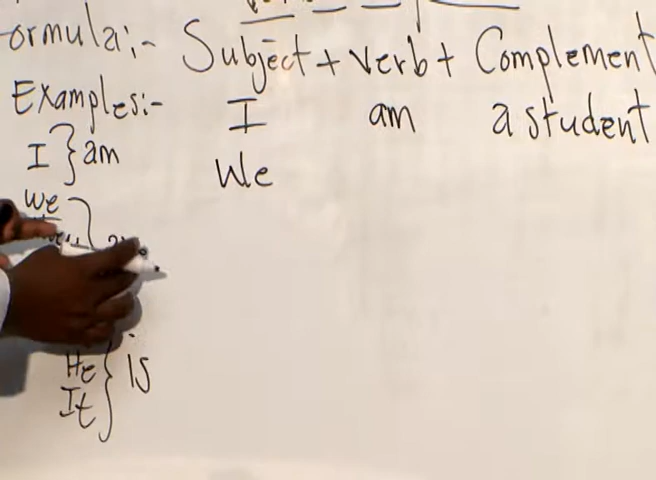 ormula:- Subject + verb + Complement
Examples:- I am a student
I } am
We
We
He } is
It